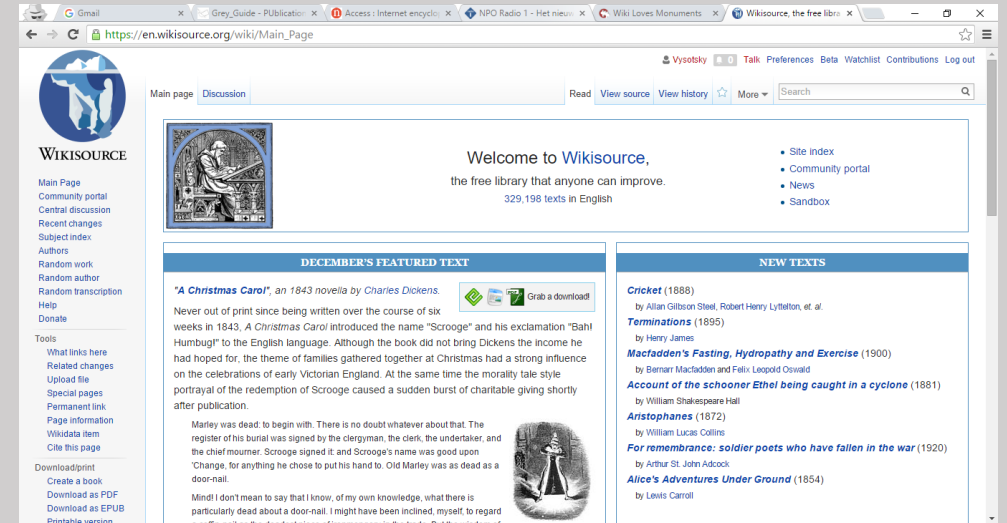 Gmail
Grey_Guide - PUblication
Access : Internet encyclop
NPO Radio 1 - Het nieuw
Wiki Loves Monuments
Wikisource, the free libra
https://en.wikisource.org/wiki/Main_Page
Vysotsky 0 0 Talk Preferences Beta Watchlist Contributions Log out
Main page Discussion Read View source View history More Search
WIKISOURCE
Main Page
Community portal
Central discussion
Recent changes
Subject index
Authors
Random work
Random author
Random transcription
Help
Donate
Tools
What links here
Related changes
Upload file
Special pages
Permanent link
Page information
Wikidata item
Cite this page
Download/print
Create a book
Download as PDF
Download as EPUB
Printable version
Welcome to Wikisource,
the free library that anyone can improve.
329,198 texts in English
Site index
Community portal
News
Sandbox
DECEMBER'S FEATURED TEXT
"A Christmas Carol", an 1843 novella by Charles Dickens.
Grab a download!
Never out of print since being written over the course of six
weeks in 1843, A Christmas Carol introduced the name "Scrooge" and his exclamation "Bah!
Humbug!" to the English language. Although the book did not bring Dickens the income he
had hoped for, the theme of families gathered together at Christmas had a strong influence
on the celebrations of early Victorian England. At the same time the morality tale style
portrayal of the redemption of Scrooge caused a sudden burst of charitable giving shortly
after publication.
Marley was dead: to begin with. There is no doubt whatever about that. The
register of his burial was signed by the clergyman, the clerk, the undertaker, and
the chief mourner. Scrooge signed it: and Scrooge's name was good upon
'Change, for anything he chose to put his hand to. Old Marley was as dead as a
door-nail.
Mind! I don't mean to say that I know, of my own knowledge, what there is
particularly dead about a door-nail. I might have been inclined, myself, to regard
NEW TEXTS
Cricket (1888)
by Allan Gilbson Steel, Robert Henry Lyttelton, et. al.
Terminations (1895)
by Henry James
Macfadden's Fasting, Hydropathy and Exercise (1900)
by Bernarr Macfadden and Felix Leopold Oswald
Account of the schooner Ethel being caught in a cyclone (1881)
by William Shakespeare Hall
Aristophanes (1872)
by William Lucas Collins
For remembrance: soldier poets who have fallen in the war (1920)
by Arthur St. John Adcock
Alice's Adventures Under Ground (1854)
by Lewis Carroll